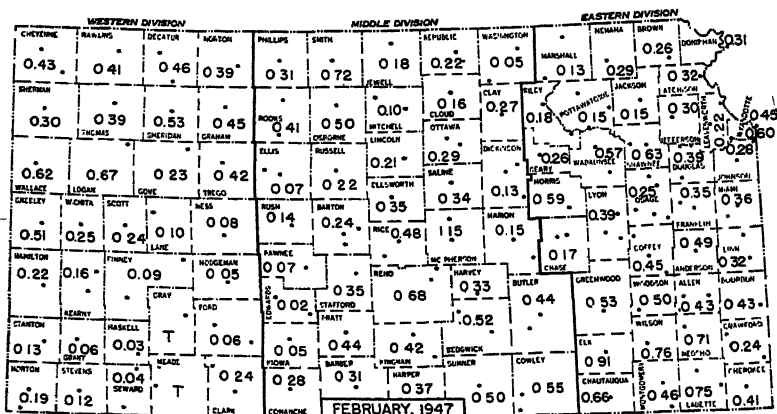 WESTERN DIVISION MIDDLE DIVISION EASTERN DIVISION
CHEYENNE RAWLINS DECATUR NORTON PHILLIPS SMITH REPUBLIC WASHINGTON NEMAHA BROWN DONIPHAN 0.31
0.43 0.41 0.46 0.39 0.31 0.72 JEWELL 0.18 0.22 0.05 MARSHALL 0.13 0.29 0.26
SHERMAN 0.30 0.39 THOMAS 0.53 SHERIDAN 0.45 GRAHAM ROOKS 0.41 0.50 OSBORNE 0.10 MITCHELL 0.16 CLOUD CLAY 0.27 RILEY 0.18 POTTAWATOMIE 0.15 JACKSON 0.15 0.32 ATCHISON 0.30 JEFFERSON LEAVENWORTH 0.22 WYANDOTTE 0.45
0.60
0.62 WALLACE 0.67 LOGAN 0.23 GOVE 0.42 TREGO ELLIS 0.07 RUSSELL 0.22 LINCOLN 0.21 OTTAWA 0.29 DICKINSON 0.13 0.26 GEARY 0.57 WABAUNSEE 0.63 SHAWNEE 0.39 DOUGLAS 0.28 JOHNSON
ELLSWORTH 0.35 SALINE 0.34 MORRIS 0.59 LYON 0.39 0.25 OSAGE 0.35 FRANKLIN MIAMI 0.36
GREELEY 0.51 WICHITA 0.25 SCOTT 0.24 0.10 LANE NESS 0.08 RUSH 0.14 BARTON 0.24 RICE 0.48 1.15 MC PHERSON MARION 0.15 0.17 CHASE COFFEY 0.45 0.49 ANDERSON LINN 0.32
HAMILTON 0.22 0.16 KEARNY FINNEY 0.09 HODGEMAN 0.05 PAWNEE 0.07 EDWARDS 0.02 0.35 STAFFORD RENO 0.68 HARVEY 0.33 BUTLER 0.44 GREENWOOD 0.53 WOODSON 0.50 ALLEN 0.43 BOURBON 0.43
STANTON 0.13 0.06 GRANT HASKELL 0.03 GRAY T FORD 0.06 0.05 KIOWA PRATT 0.44 0.42 KINGMAN 0.52 SEDGWICK ELK 0.91 WILSON 0.76 0.71 NEOSHO CRAWFORD 0.24
MORTON 0.19 STEVENS 0.12 0.04 SEWARD MEADE T 0.24 CLARK 0.28 COMANCHE BARBER 0.31 HARPER 0.37 SUMNER 0.50 COWLEY 0.55 CHAUTAUQUA 0.66 MONTGOMERY 0.46 0.75 LABETTE CHEROKEE 0.41
FEBRUARY, 1947